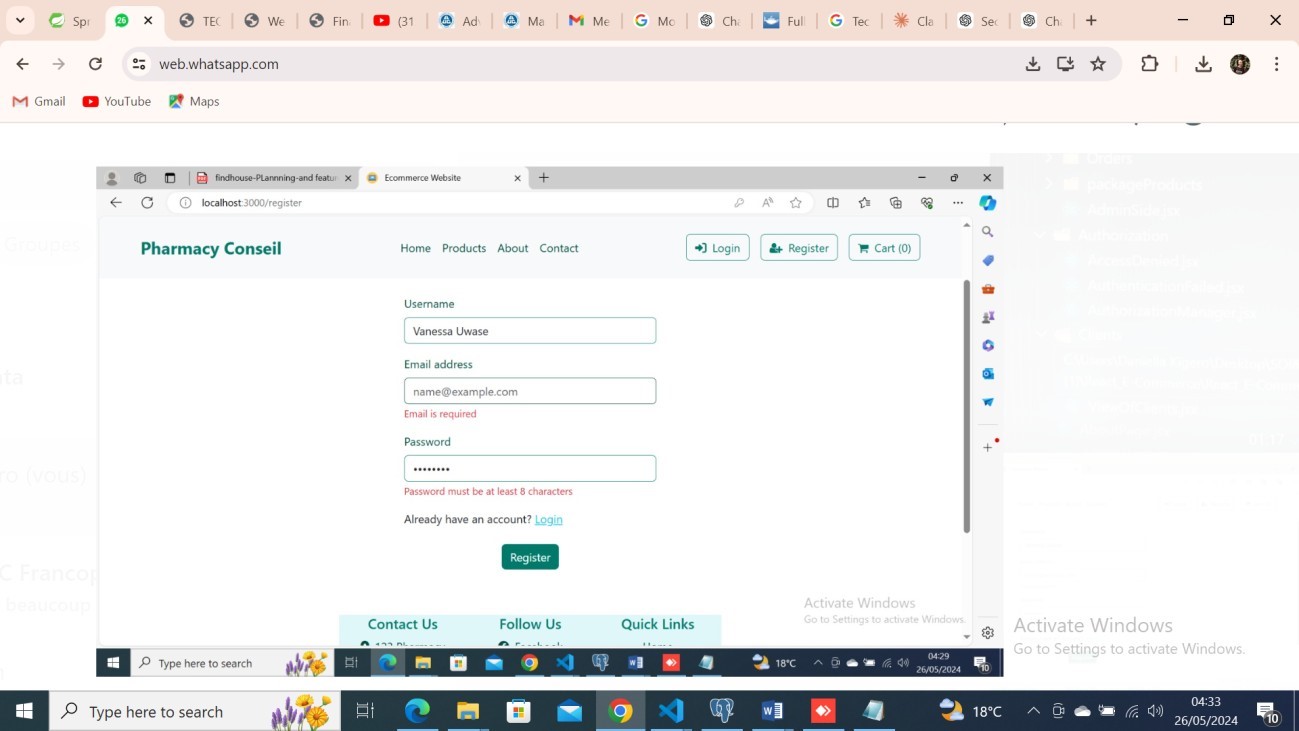 Spr
TEC
We
Fin
(31
Adv
Ma
Me
Mo
Cha
Full
Tec
Cla
Sec
Cha
web.whatsapp.com
Gmail
YouTube
Maps
findhouse-PLannning-and featur
Ecommerce Website
localhost:3000/register
Pharmacy Conseil
Home Products About Contact
Login
Register
Cart (0)
Username
Vanessa Uwase
Email address
name@example.com
Email is required
Password
••••••••
Password must be at least 8 characters
Already have an account? Login
Register
Contact Us
Follow Us
Quick Links
Activate Windows
Go to Settings to activate Windows.
Type here to search
18°C
04:29
26/05/2024
10
Orders
packageProducts
Groupes
ro (vous)
C Francop
beaucoup
Activate Windows
Go to Settings to activate Windows.
Type here to search
18°C
04:33
26/05/2024
10